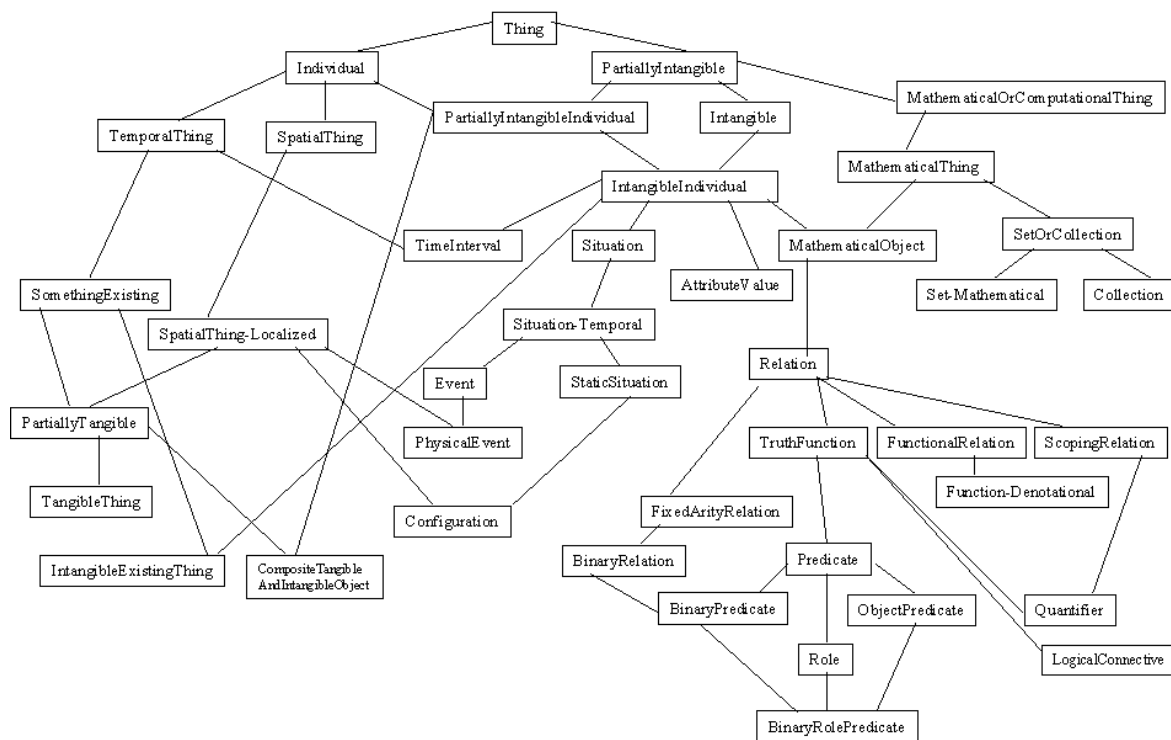 Thing
Individual
PartiallyIntangible
MathematicalOrComputationalThing
PartiallyIntangibleIndividual
Intangible
TemporalThing
SpatialThing
MathematicalThing
IntangibleIndividual
TimeInterval
Situation
MathematicalObject
SetOrCollection
AttributeValue
Set-Mathematical
Collection
SomethingExisting
SpatialThing-Localized
Situation-Temporal
Relation
Event
StaticSituation
PartiallyTangible
PhysicalEvent
TruthFunction
FunctionalRelation
ScopingRelation
TangibleThing
Function-Denotational
Configuration
FixedArityRelation
IntangibleExistingThing
CompositeTangible
AndIntangibleObject
BinaryRelation
Predicate
BinaryPredicate
ObjectPredicate
Quantifier
Role
LogicalConnective
BinaryRolePredicate